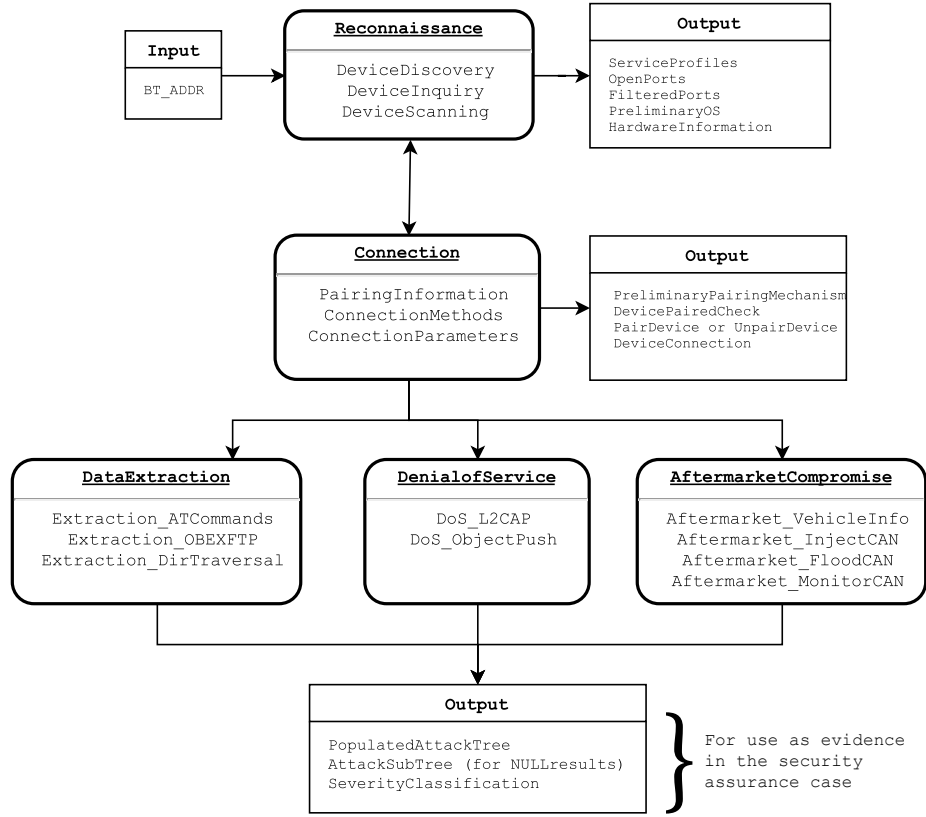 Input
BT_ADDR
Reconnaissance
DeviceDiscovery
DeviceInquiry
DeviceScanning
Output
ServiceProfiles
OpenPorts
FilteredPorts
PreliminaryOS
HardwareInformation
Connection
PairingInformation
ConnectionMethods
ConnectionParameters
Output
PreliminaryPairingMechanism
DevicePairedCheck
PairDevice or UnpairDevice
DeviceConnection
DataExtraction
Extraction_ATCommands
Extraction_OBEXFTP
Extraction_DirTraversal
DenialofService
DoS_L2CAP
DoS_ObjectPush
AftermarketCompromise
Aftermarket_VehicleInfo
Aftermarket_InjectCAN
Aftermarket_FloodCAN
Aftermarket_MonitorCAN
Output
PopulatedAttackTree
AttackSubTree (for NULLresults)
SeverityClassification
For use as evidence
in the security
assurance case